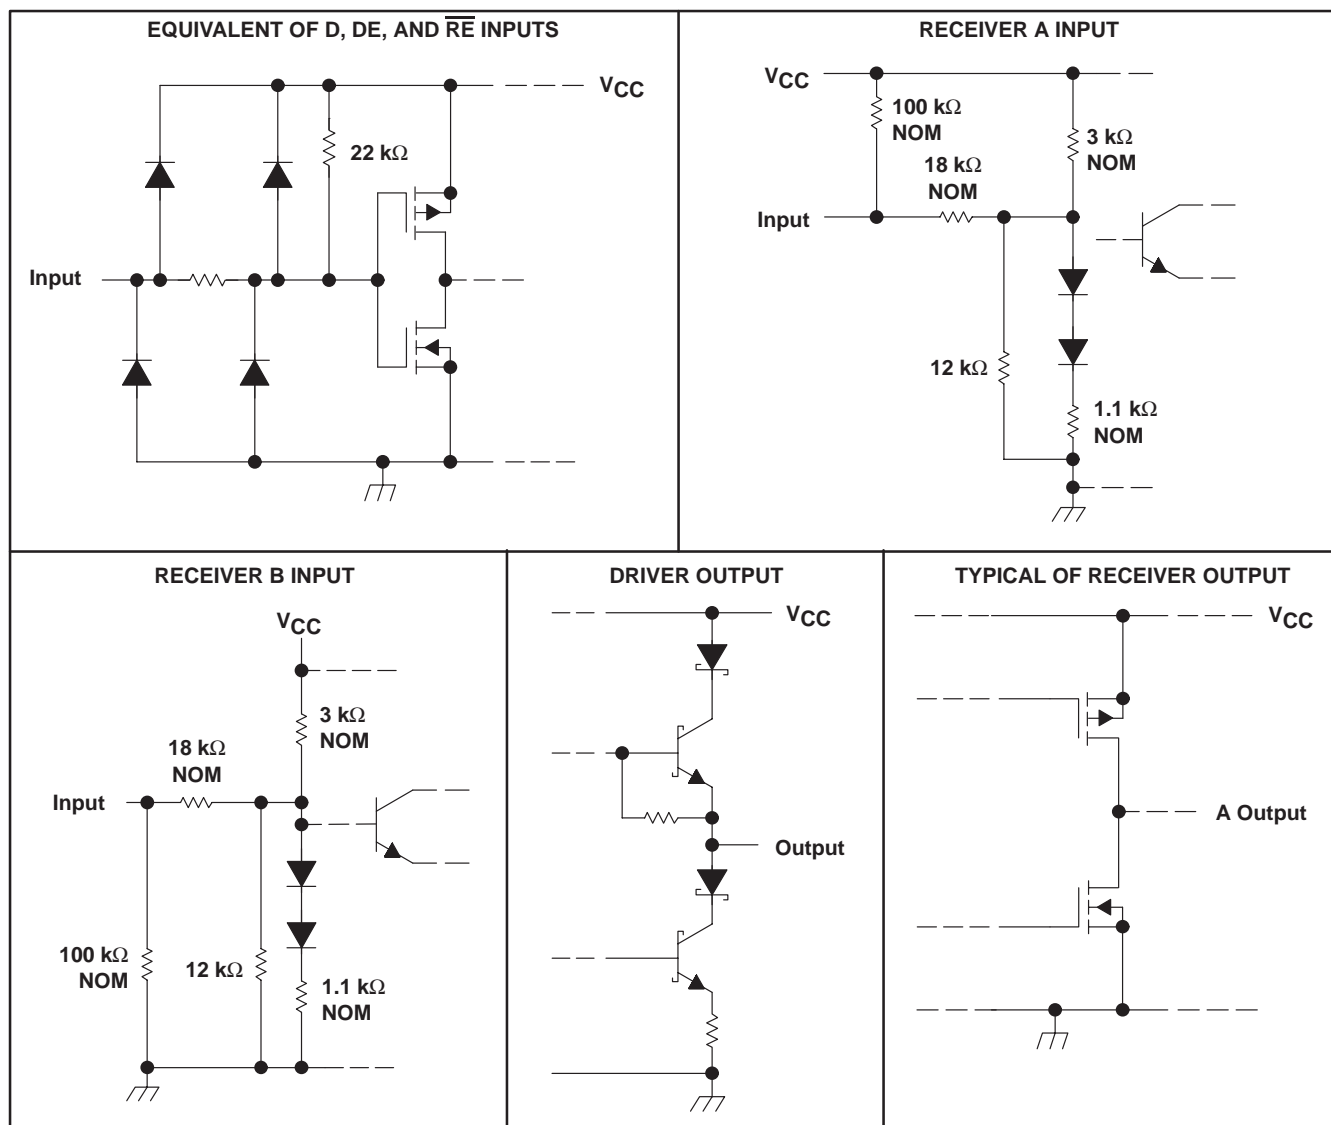 EQUIVALENT OF D, DE, AND R̅E̅ INPUTS
VCC
22 kΩ
Input
RECEIVER A INPUT
VCC
100 kΩ
NOM
3 kΩ
NOM
18 kΩ
NOM
Input
12 kΩ
1.1 kΩ
NOM
RECEIVER B INPUT
VCC
3 kΩ
NOM
18 kΩ
NOM
Input
100 kΩ
NOM
12 kΩ
1.1 kΩ
NOM
DRIVER OUTPUT
VCC
Output
TYPICAL OF RECEIVER OUTPUT
VCC
A Output